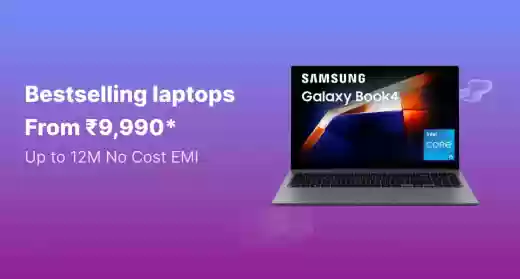 Bestselling laptops
From ₹9,990*
Up to 12M No Cost EMI
SAMSUNG
Galaxy Book4
intel
CORE